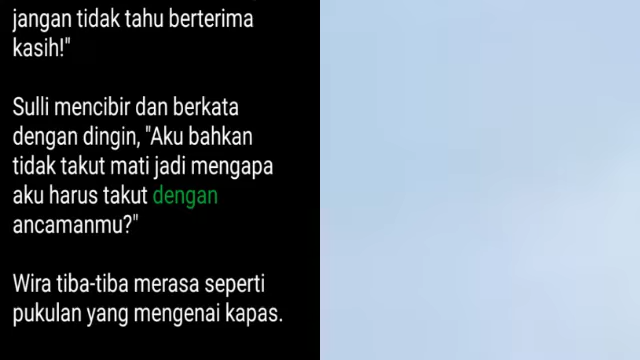 jangan tidak tahu berterima
kasih!"
Sulli mencibir dan berkata
dengan dingin, "Aku bahkan
tidak takut mati jadi mengapa
aku harus takut dengan
ancamanmu?"
Wira tiba-tiba merasa seperti
pukulan yang mengenai kapas.